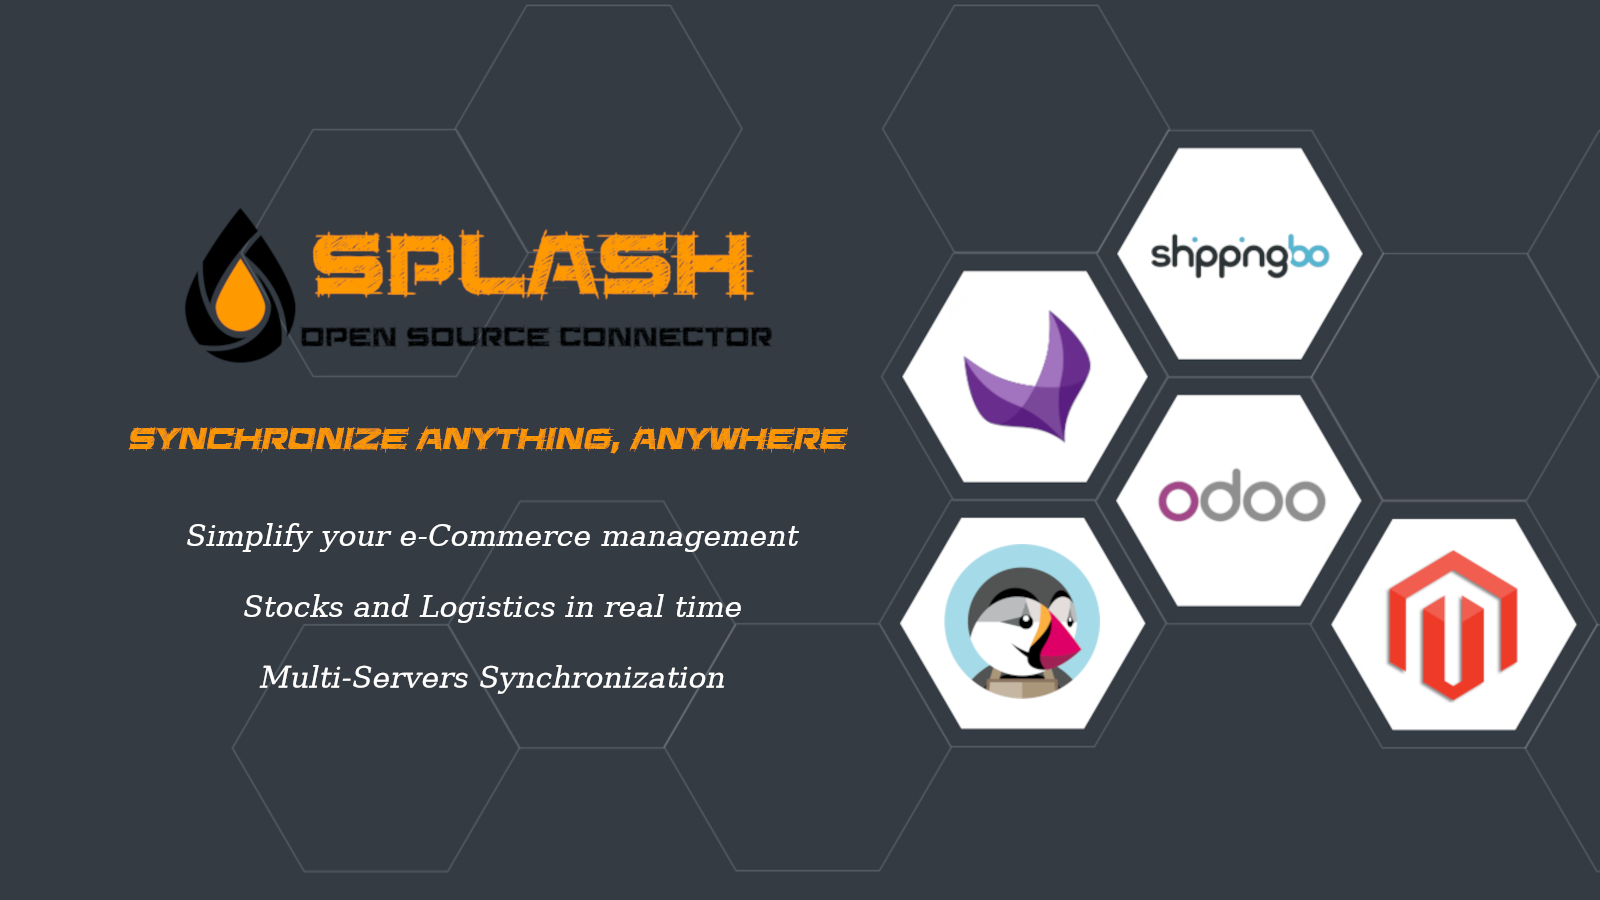 SPLASH
OPEN SOURCE CONNECTOR
SYNCHRONIZE ANYTHING, ANYWHERE
Simplify your e-Commerce management
Stocks and Logistics in real time
Multi-Servers Synchronization
shippingbo
odoo